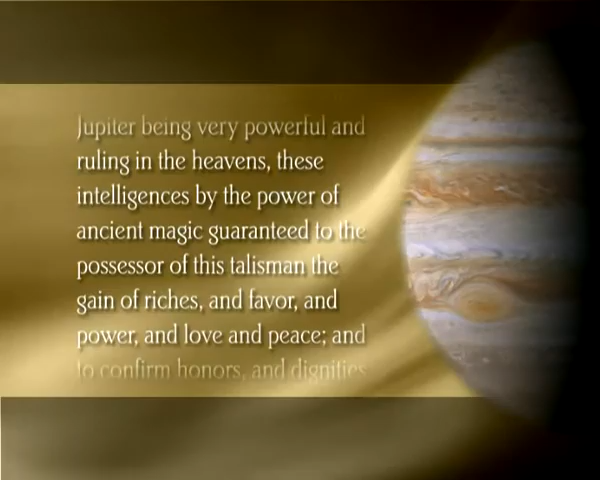 Jupiter being very powerful and
ruling in the heavens, these
intelligences by the power of
ancient magic guaranteed to the
possessor of this talisman the
gain of riches, and favor, and
power, and love and peace; and
to confirm honors, and dignities